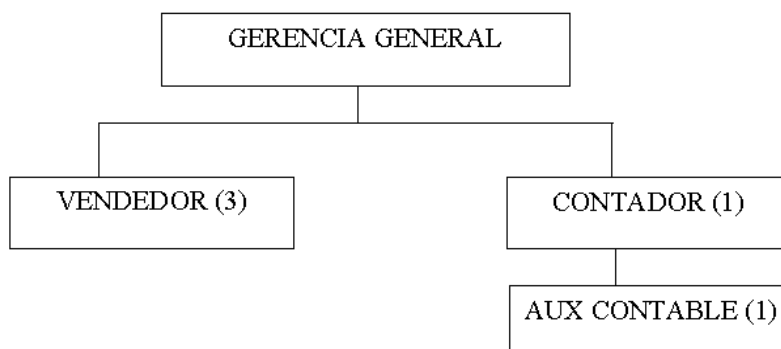 GERENCIA GENERAL
VENDEDOR (3)
CONTADOR (1)
AUX CONTABLE (1)